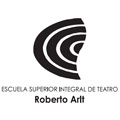 ESCUELA SUPERIOR INTEGRAL DE TEATRO
Roberto Arlt